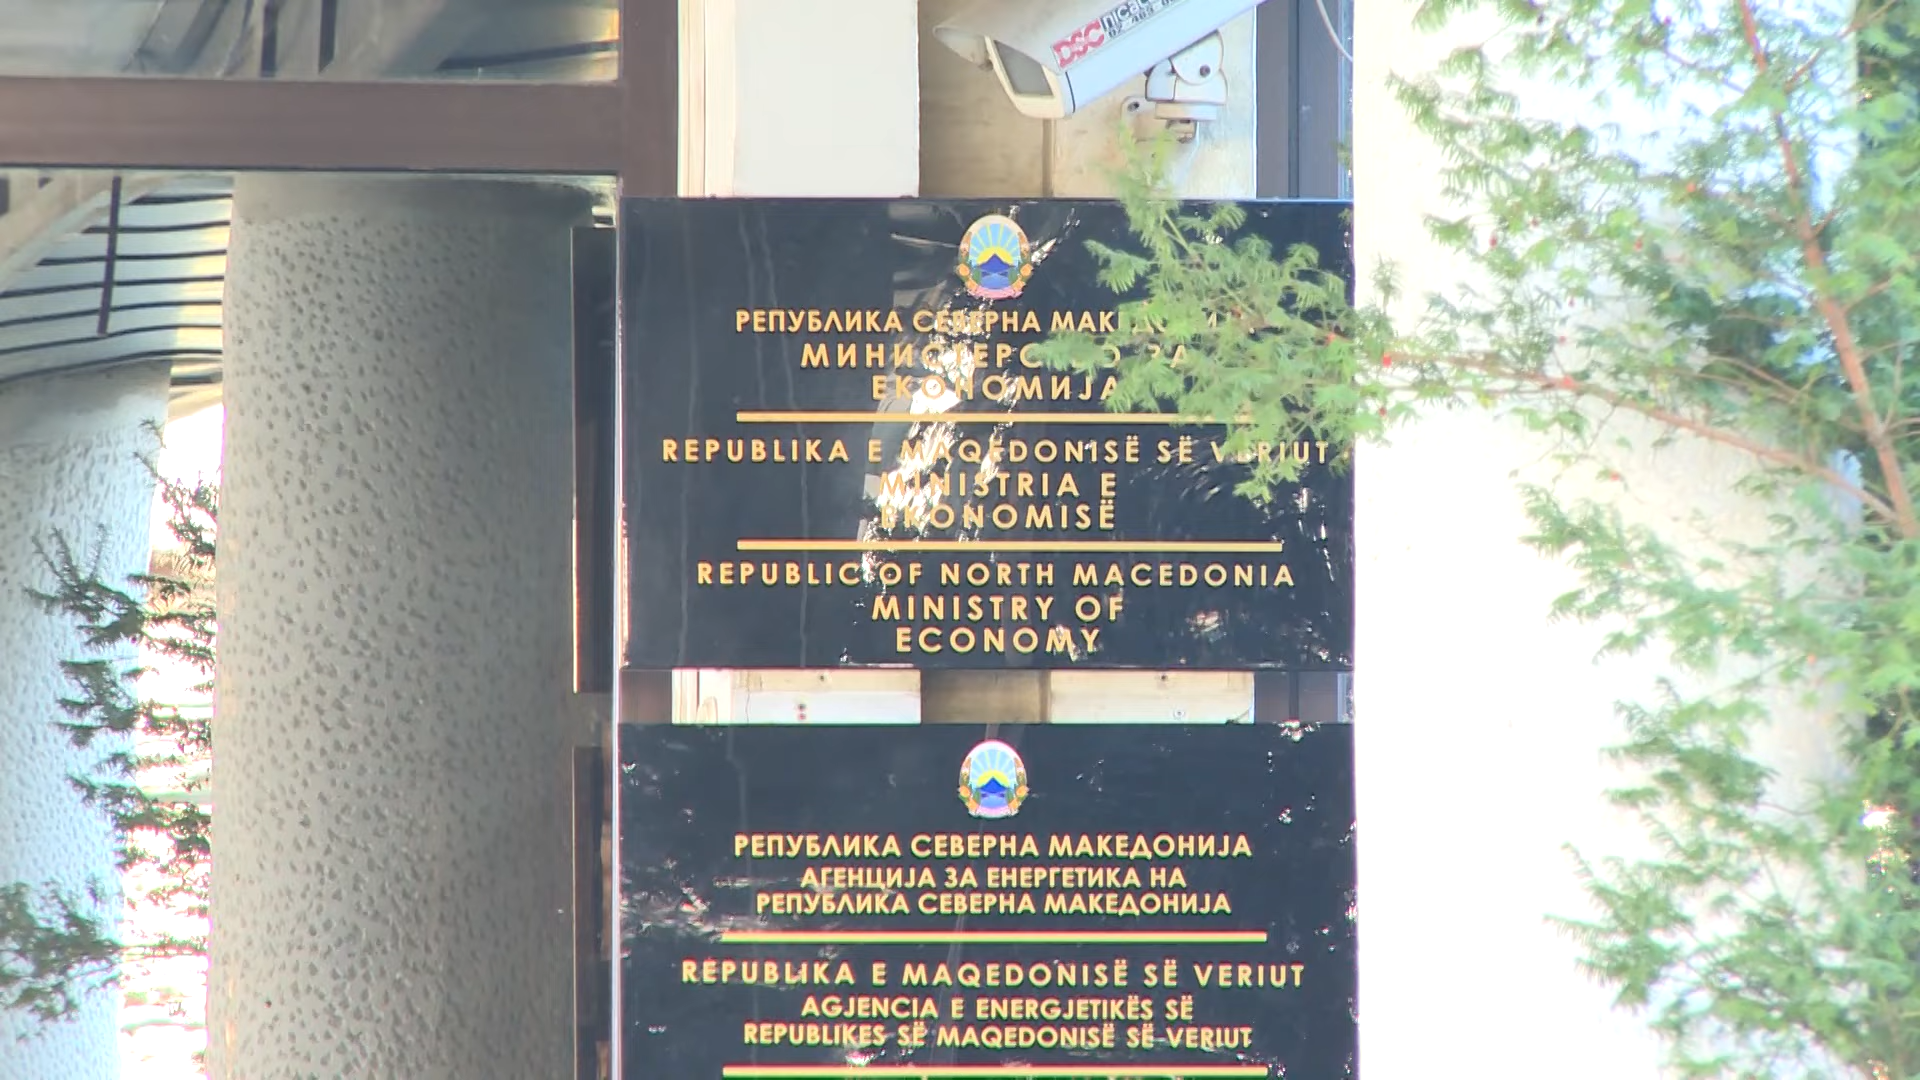 DSC
РЕПУБЛИКА СЕВЕРНА
ЕКОНОМИЈА
REPUBLIKA E MAQEDONISË SË VERIUT
MINISTRIA E
EKONOMISË
REPUBLIC OF NORTH MACEDONIA
MINISTRY OF
ECONOMY
РЕПУБЛИКА СЕВЕРНА МАКЕДОНИЈА
АГЕНЦИЈА ЗА ЕНЕРГЕТИКА НА
РЕПУБЛИКА СЕВЕРНА МАКЕДОНИЈА
REPUBLIKA E MAQEDONISË SË VERIUT
AGJENCIA E ENERGJETIKËS SË
REPUBLIKES SË MAQEDONISË SË VERIUT